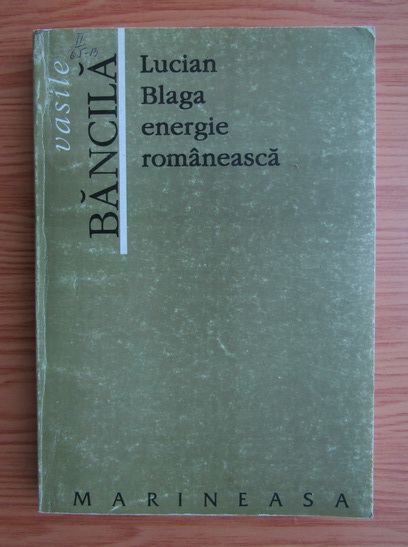 vasile
BĂNCILĂ
Lucian
Blaga
energie
românească
MARINEASA